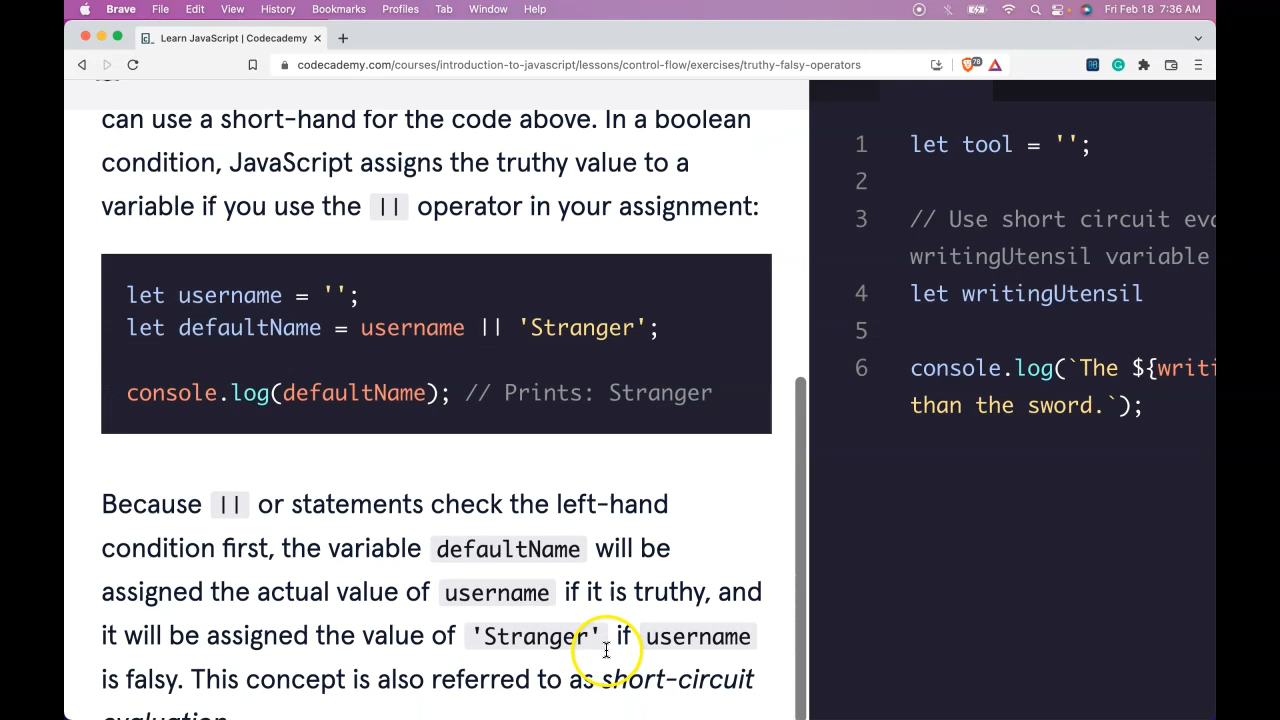 Brave File Edit View History Bookmarks Profiles Tab Window Help Fri Feb 18 7:36 AM
Learn JavaScript | Codecademy
codecademy.com/courses/introduction-to-javascript/lessons/control-flow/exercises/truthy-falsy-operators
78
can use a short-hand for the code above. In a boolean
condition, JavaScript assigns the truthy value to a
variable if you use the || operator in your assignment:
let username = '';
let defaultName = username || 'Stranger';
console.log(defaultName); // Prints: Stranger
Because || or statements check the left-hand
condition first, the variable defaultName will be
assigned the actual value of username if it is truthy, and
it will be assigned the value of 'Stranger' if username
is falsy. This concept is also referred to as short-circuit
evaluation.
1 let tool = '';
2
3 // Use short circuit eva
writingUtensil variable
4 let writingUtensil
5
6 console.log(`The ${writi
than the sword.`);